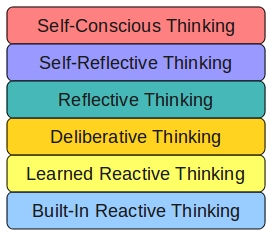 Self-Conscious Thinking
Self-Reflective Thinking
Reflective Thinking
Deliberative Thinking
Learned Reactive Thinking
Built-In Reactive Thinking